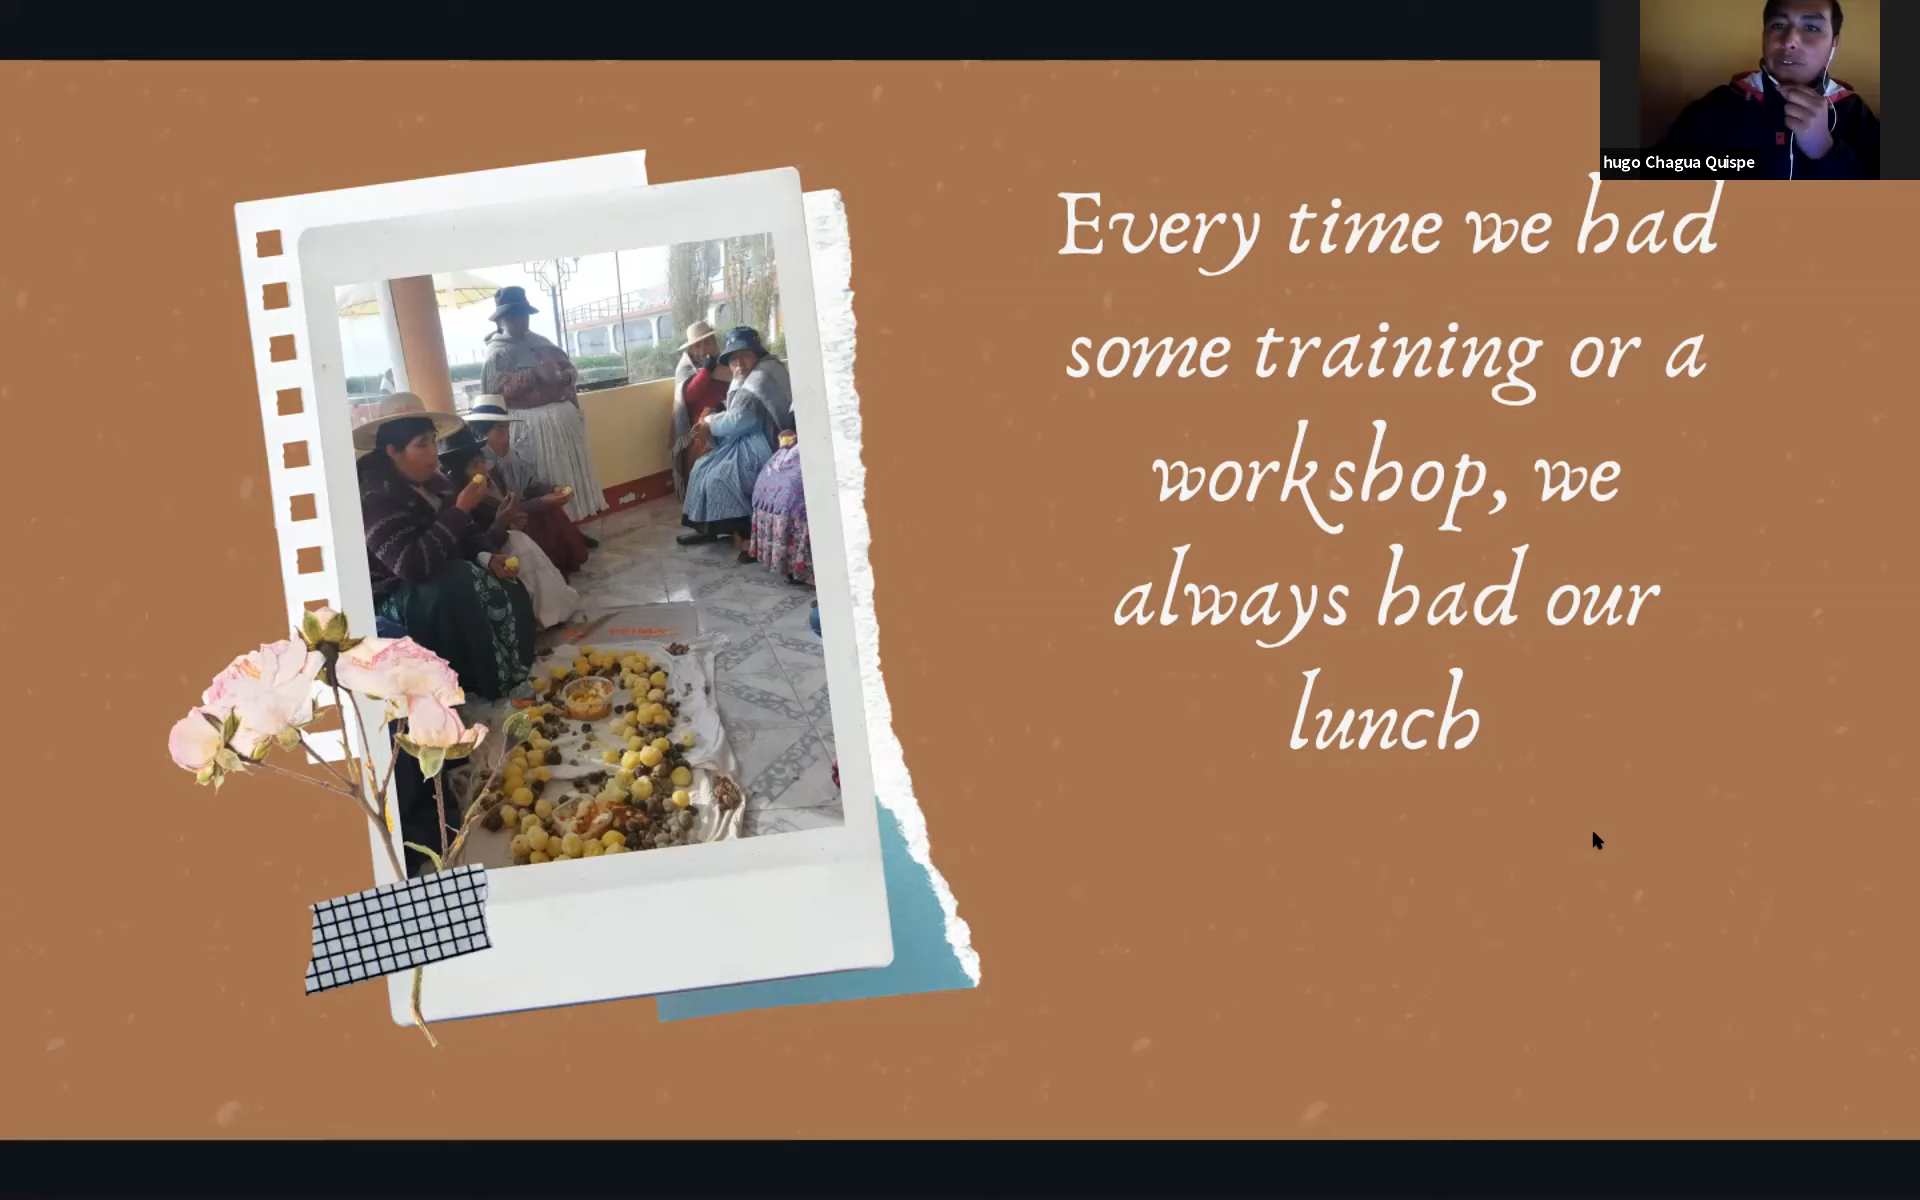 hugo Chagua Quispe
Every time we had
some training or a
workshop, we
always had our
lunch